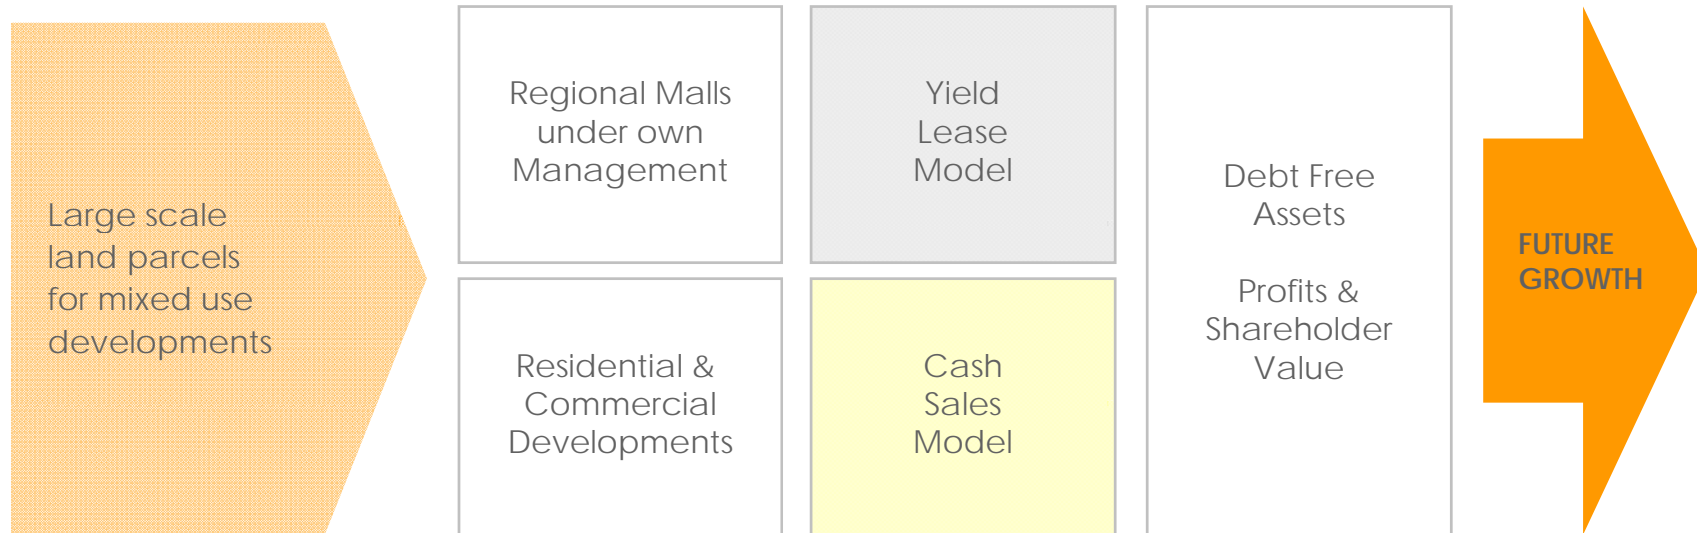 Large scale
land parcels
for mixed use
developments
Regional Malls
under own
Management
Yield
Lease
Model
Residential &
Commercial
Developments
Cash
Sales
Model
Debt Free
Assets
Profits &
Shareholder
Value
FUTURE
GROWTH